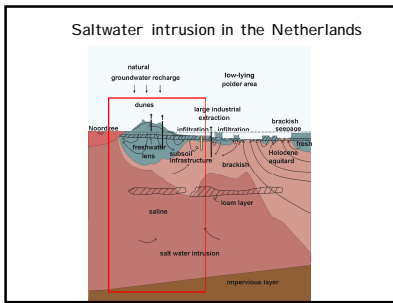 Saltwater intrusion in the Netherlands
natural
groundwater recharge
low-lying
polder area
dunes
large industrial
extraction
brackish
seepage
Noordzee
infiltration
infiltration
fresh
freshwater
lens
subsoil
infrastructure
brackish
Holocene
aquitard
loam layer
saline
salt water intrusion
impervious layer